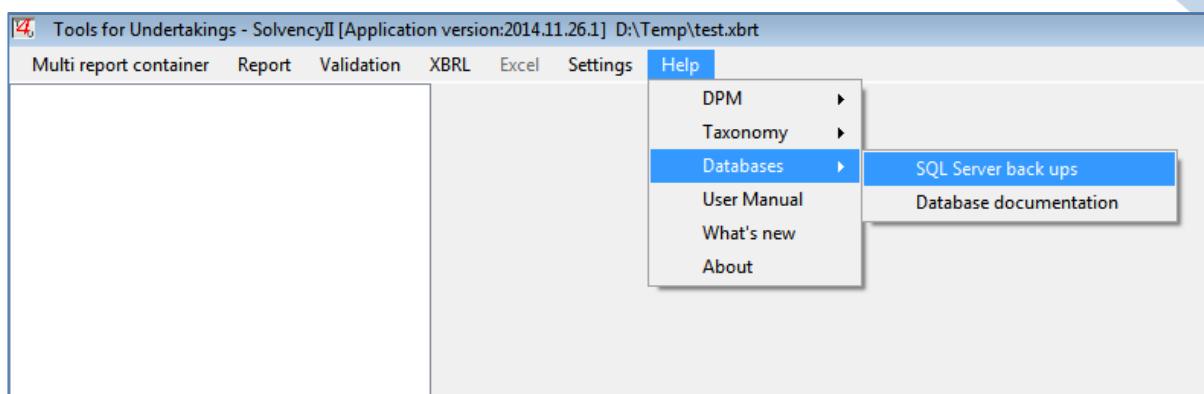 Tools for Undertakings - SolvencyII [Application version:2014.11.26.1] D:\Temp\test.xbrt
Multi report container Report Validation XBRL Excel Settings Help
DPM
Taxonomy
Databases
SQL Server back ups
User Manual
Database documentation
What's new
About